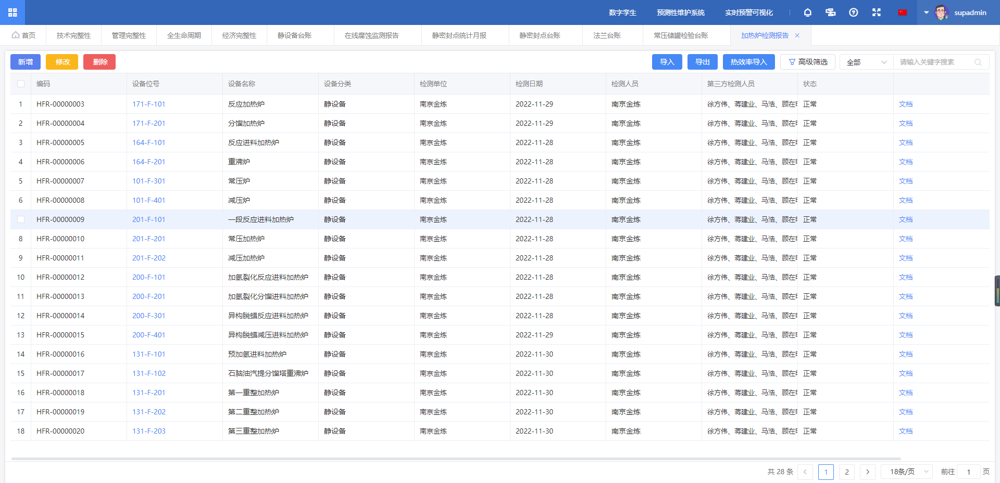 数字孪生 预测性维护系统 实时预警可视化 supadmin
首页 技术完整性 管理完整性 全生命周期 经济完整性 静设备台账 在线腐蚀监测报告 静密封点统计月报 静密封点台账 法兰台账 常压储罐检验台账 加热炉检测报告
新增 修改 删除 导入 导出 热效率导入 高级筛选 全部 请输入关键字搜索
编码 设备位号 设备名称 设备分类 检测单位 检测日期 检测人员 第三方检测人员 状态
1 HFR-00000003 171-F-101 反应加热炉 静设备 南京金炼 2022-11-29 南京金炼 徐方伟、蒋建业、马浩、顾在 正常 文档
2 HFR-00000004 171-F-201 分馏加热炉 静设备 南京金炼 2022-11-29 南京金炼 徐方伟、蒋建业、马浩、顾在 正常 文档
3 HFR-00000005 164-F-101 反应进料加热炉 静设备 南京金炼 2022-11-28 南京金炼 徐方伟、蒋建业、马浩、顾在 正常 文档
4 HFR-00000006 164-F-201 重沸炉 静设备 南京金炼 2022-11-28 南京金炼 徐方伟、蒋建业、马浩、顾在 正常 文档
5 HFR-00000007 101-F-301 常压炉 静设备 南京金炼 2022-11-28 南京金炼 徐方伟、蒋建业、马浩、顾在 正常 文档
6 HFR-00000008 101-F-401 减压炉 静设备 南京金炼 2022-11-28 南京金炼 徐方伟、蒋建业、马浩、顾在 正常 文档
HFR-00000009 201-F-101 一段反应进料加热炉 静设备 南京金炼 2022-11-28 南京金炼 徐方伟、蒋建业、马浩、顾在 正常 文档
8 HFR-00000010 201-F-201 常压加热炉 静设备 南京金炼 2022-11-28 南京金炼 徐方伟、蒋建业、马浩、顾在 正常 文档
9 HFR-00000011 201-F-202 减压加热炉 静设备 南京金炼 2022-11-28 南京金炼 徐方伟、蒋建业、马浩、顾在 正常 文档
10 HFR-00000012 200-F-101 加氢裂化反应进料加热炉 静设备 南京金炼 2022-11-28 南京金炼 徐方伟、蒋建业、马浩、顾在 正常 文档
11 HFR-00000013 200-F-201 加氢裂化分馏进料加热炉 静设备 南京金炼 2022-11-28 南京金炼 徐方伟、蒋建业、马浩、顾在 正常 文档
12 HFR-00000014 200-F-301 异构脱蜡反应进料加热炉 静设备 南京金炼 2022-11-28 南京金炼 徐方伟、蒋建业、马浩、顾在 正常 文档
13 HFR-00000015 200-F-401 异构脱蜡减压进料加热炉 静设备 南京金炼 2022-11-29 南京金炼 徐方伟、蒋建业、马浩、顾在 正常 文档
14 HFR-00000016 131-F-101 预加氢进料加热炉 静设备 南京金炼 2022-11-30 南京金炼 徐方伟、蒋建业、马浩、顾在 正常 文档
15 HFR-00000017 131-F-102 石脑油汽提分馏塔重沸炉 静设备 南京金炼 2022-11-30 南京金炼 徐方伟、蒋建业、马浩、顾在 正常 文档
16 HFR-00000018 131-F-201 第一重整加热炉 静设备 南京金炼 2022-11-30 南京金炼 徐方伟、蒋建业、马浩、顾在 正常 文档
17 HFR-00000019 131-F-202 第二重整加热炉 静设备 南京金炼 2022-11-30 南京金炼 徐方伟、蒋建业、马浩、顾在 正常 文档
18 HFR-00000020 131-F-203 第三重整加热炉 静设备 南京金炼 2022-11-30 南京金炼 徐方伟、蒋建业、马浩、顾在 正常 文档
共 28 条 1 2 18条/页 前往 1 页